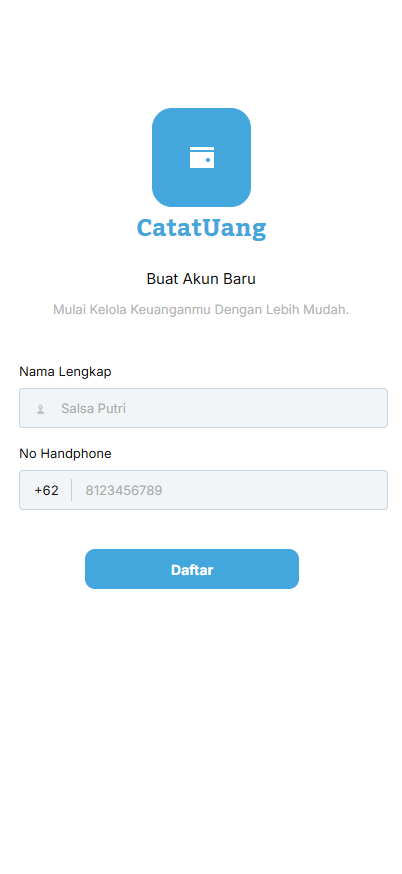 CatatUang
Buat Akun Baru
Mulai Kelola Keuanganmu Dengan Lebih Mudah.
Nama Lengkap
Salsa Putri
No Handphone
+62 8123456789
Daftar